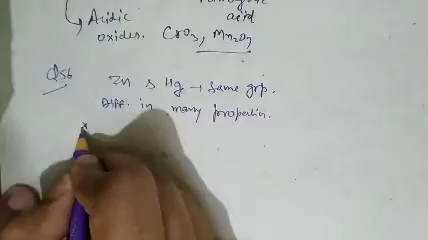 acid
Acidic
oxides. CrO3, Mn2O7
Q56 Zn & Hg → same grp.
Diff. in many properties.
*